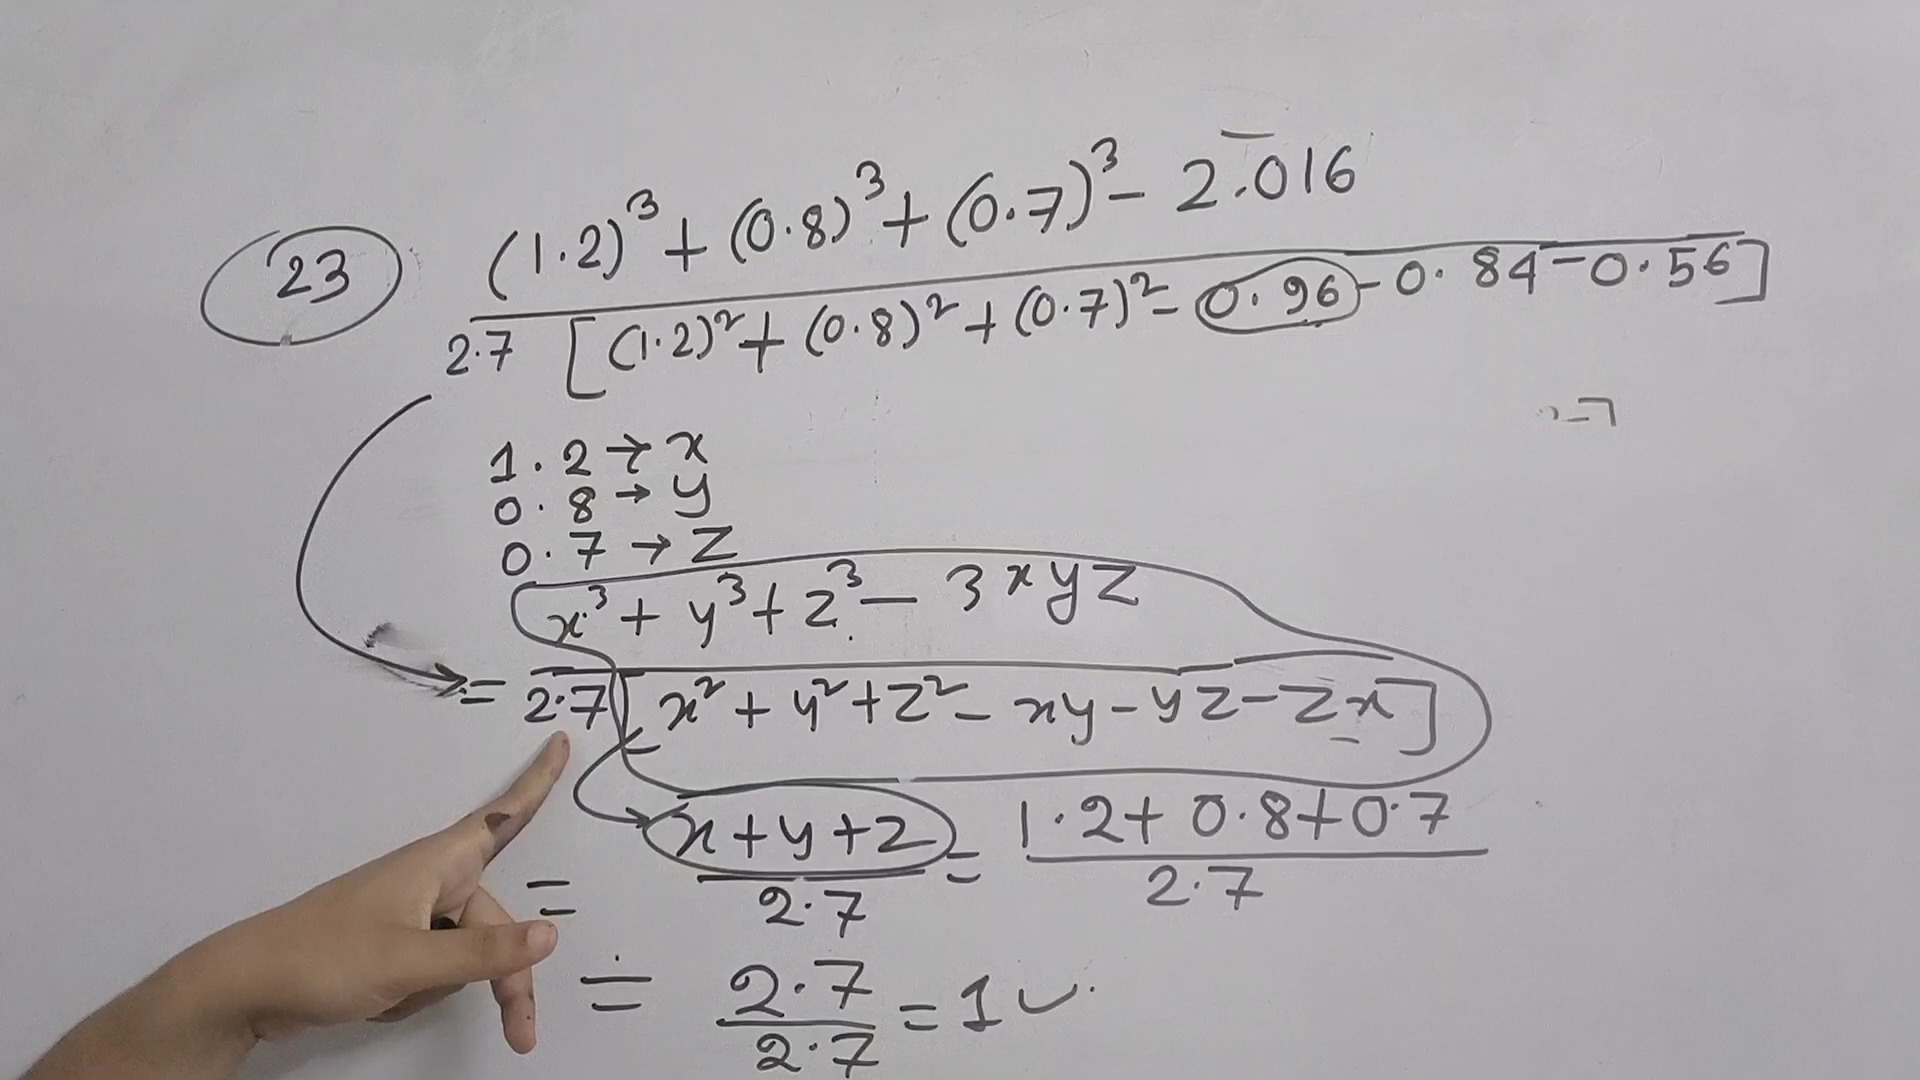 23
(1.2)³ + (0.8)³ + (0.7)³ - 2.016
2.7 [(1.2)² + (0.8)² + (0.7)² - 0.96 - 0.84 - 0.56]
1.2 → x
0.8 → y
0.7 → z
x³ + y³ + z³ - 3xyz
= 2.7 [x² + y² + z² - xy - yz - zx]
= x + y + z / 2.7 = 1.2 + 0.8 + 0.7 / 2.7
= 2.7 / 2.7 = 1